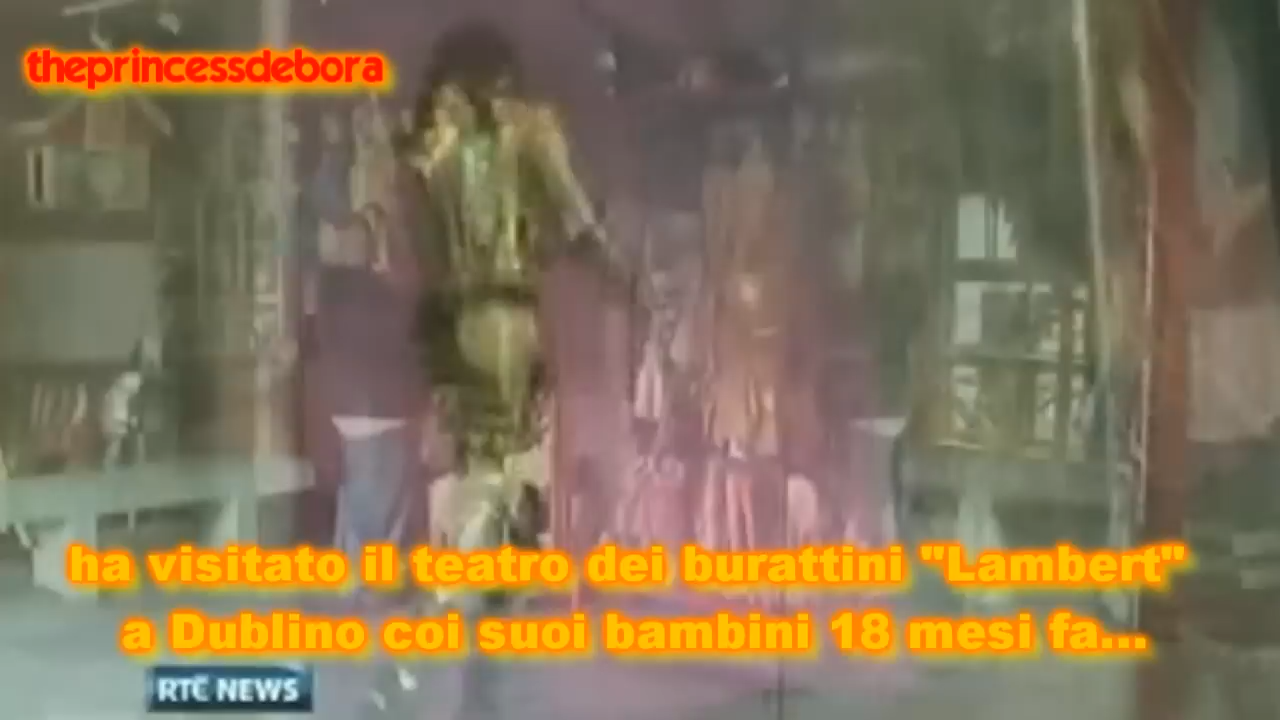 theprincessdebora
ha visitato il teatro dei burattini "Lambert"
a Dublino coi suoi bambini 18 mesi fa...
RTÉ NEWS